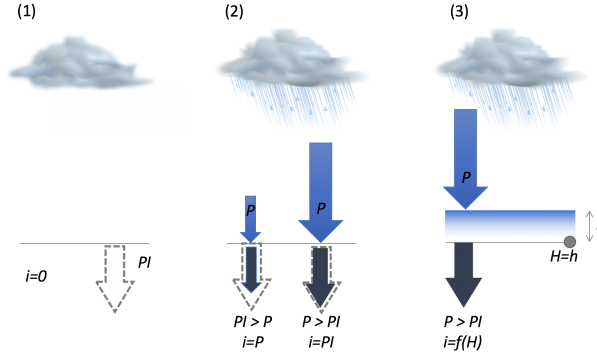 (1)
(2)
(3)
P
P
P
i=0
PI
H=h
PI > P
i=P
P > PI
i=PI
P > PI
i=f(H)